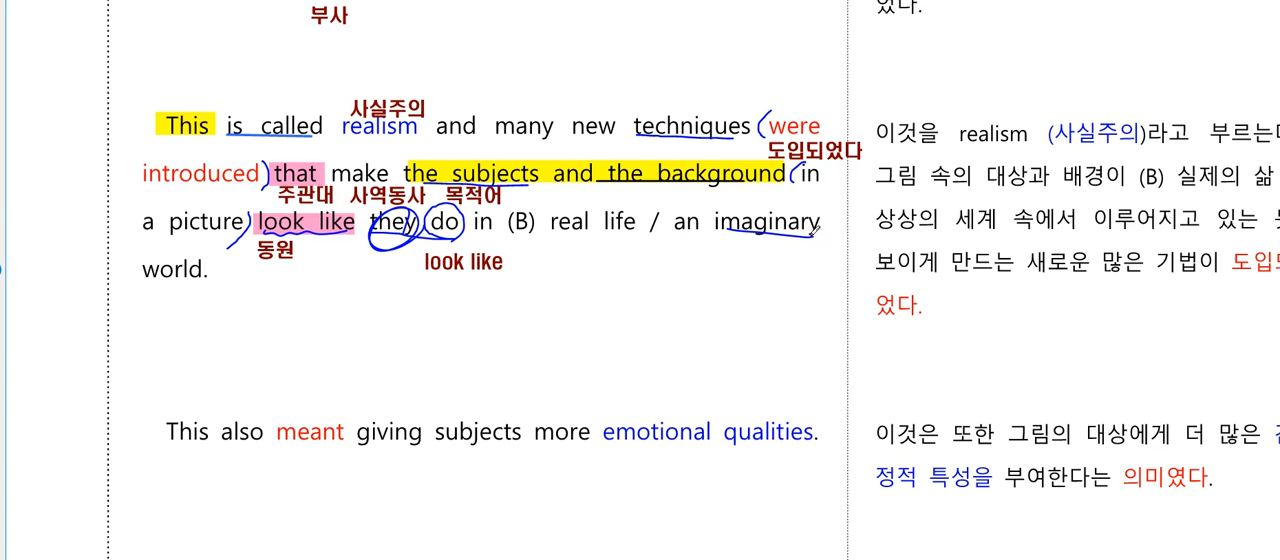 부사
었다.
사실주의
This is called realism and many new techniques (were
도입되었다
introduced) that make the subjects and the background (in
주관대 사역동사 목적어
a picture) look like they do in (B) real life / an imaginary
동원
look like
world.
이것을 realism (사실주의)라고 부르는데
그림 속의 대상과 배경이 (B) 실제의 삶
상상의 세계 속에서 이루어지고 있는
보이게 만드는 새로운 많은 기법이 도입되
었다.
This also meant giving subjects more emotional qualities.
이것은 또한 그림의 대상에게 더 많은
정적 특성을 부여한다는 의미였다.